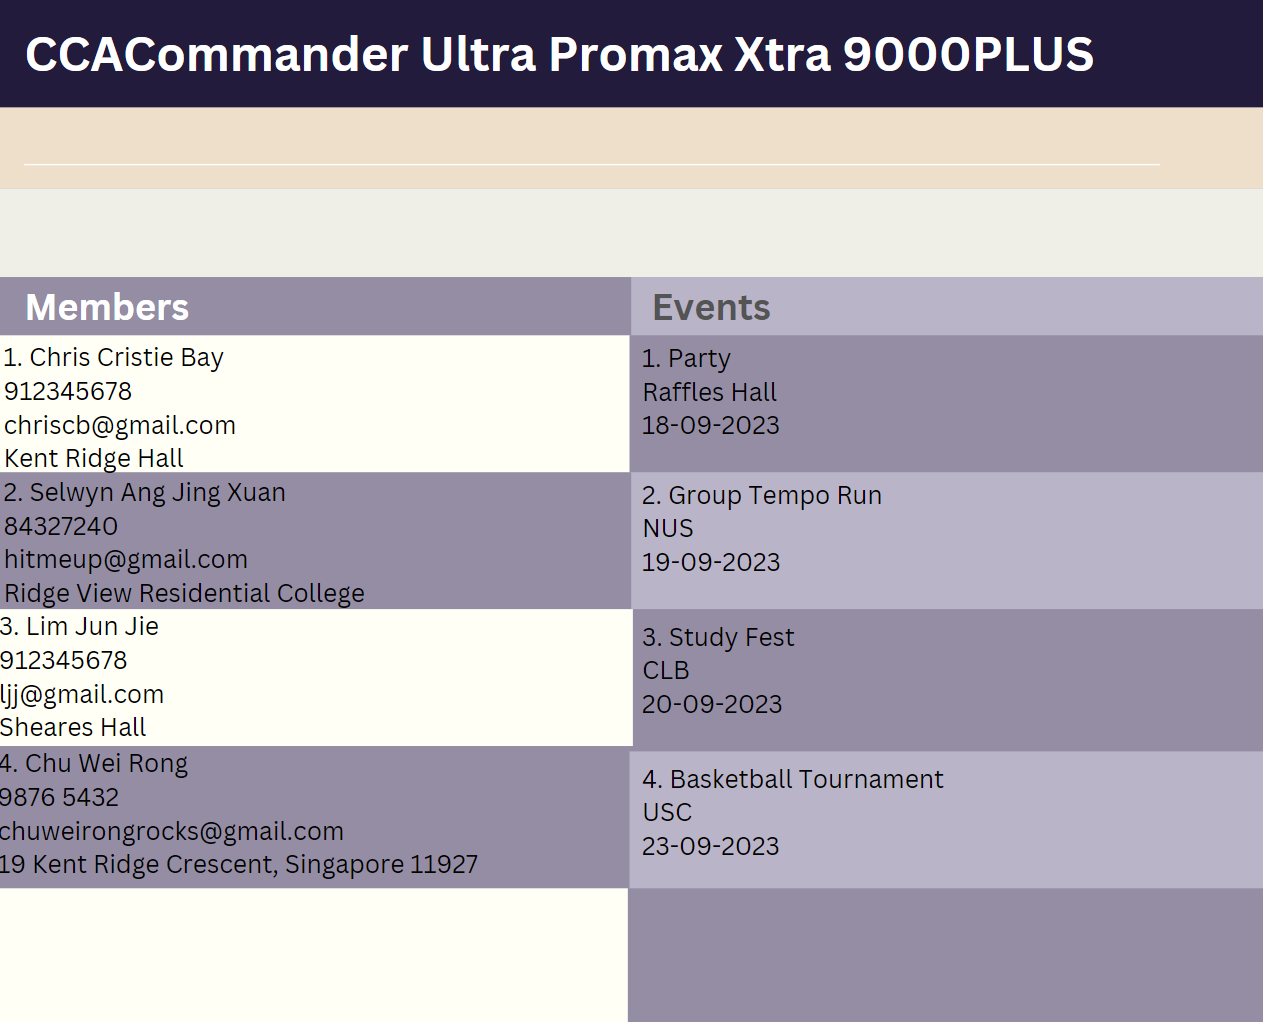 CCACommander Ultra Promax Xtra 9000PLUS
Members
1. Chris Cristie Bay
912345678
chriscb@gmail.com
Kent Ridge Hall
2. Selwyn Ang Jing Xuan
84327240
hitmeup@gmail.com
Ridge View Residential College
3. Lim Jun Jie
912345678
ljj@gmail.com
Sheares Hall
4. Chu Wei Rong
9876 5432
chuweirongrocks@gmail.com
19 Kent Ridge Crescent, Singapore 11927
Events
1. Party
Raffles Hall
18-09-2023
2. Group Tempo Run
NUS
19-09-2023
3. Study Fest
CLB
20-09-2023
4. Basketball Tournament
USC
23-09-2023